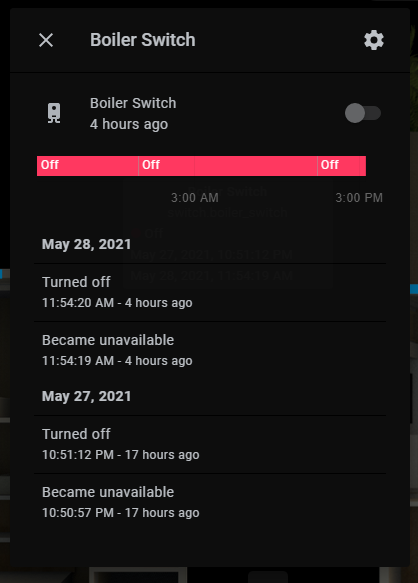 Boiler Switch
Boiler Switch
4 hours ago
Off Off Off
3:00 AM 3:00 PM
May 28, 2021
Turned off
11:54:20 AM - 4 hours ago
Became unavailable
11:54:19 AM - 4 hours ago
May 27, 2021
Turned off
10:51:12 PM - 17 hours ago
Became unavailable
10:50:57 PM - 17 hours ago